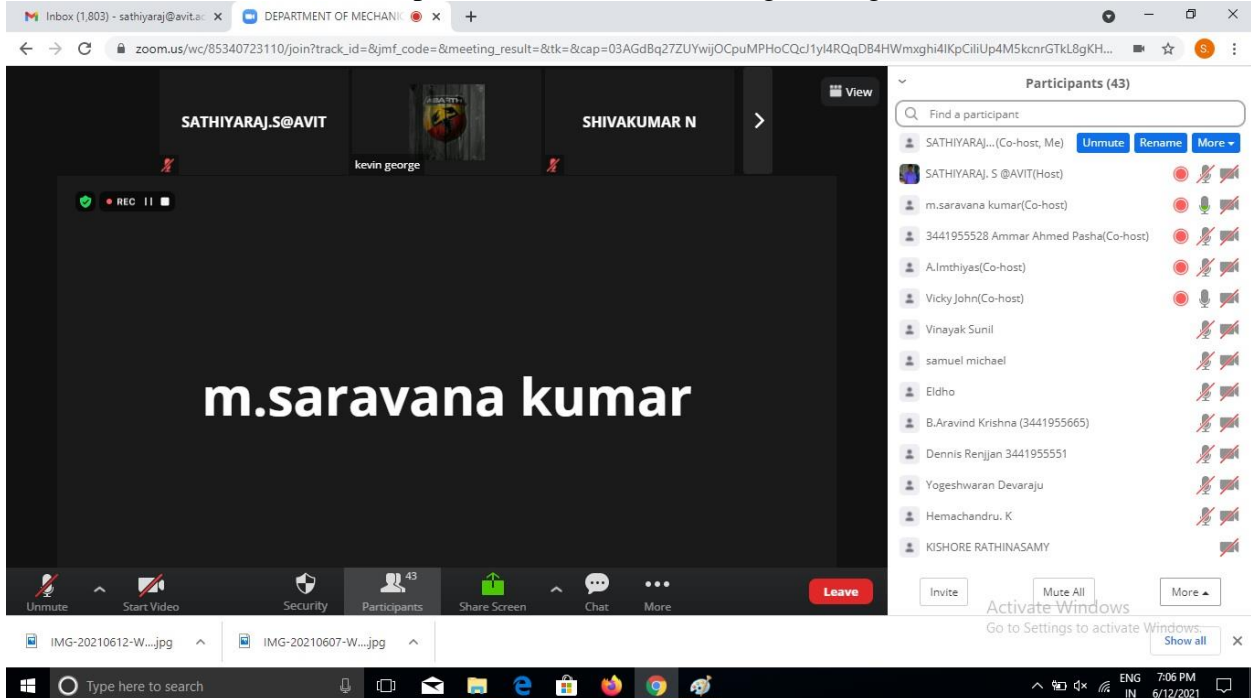 Inbox (1,803) - sathiyaraj@avit.ac
DEPARTMENT OF MECHANIC
zoom.us/wc/85340723110/join?track_id=&jmf_code=&meeting_result=&tk=&cap=03AGdBq27ZUYwijOCpuMPHoCQcJ1yl4RQqDB4HWmxghi4lKpCiliUp4M5kcnrGTkL8gKH...
S.
SATHIYARAJ.S@AVIT
ABARTH
kevin george
SHIVAKUMAR N
View
REC
m.saravana kumar
Participants (43)
Find a participant
SATHIYARAJ...(Co-host, Me) Unmute Rename More
SATHIYARAJ. S @AVIT(Host)
m.saravana kumar(Co-host)
3441955528 Ammar Ahmed Pasha(Co-host)
A.Imthiyas(Co-host)
Vicky John(Co-host)
Vinayak Sunil
samuel michael
Eldho
B.Aravind Krishna (3441955665)
Dennis Renjjan 3441955551
Yogeshwaran Devaraju
Hemachandru. K
KISHORE RATHINASAMY
Unmute
Start Video
Security
43
Participants
Share Screen
Chat
More
Leave
Invite
Mute All
More
Activate Windows
Go to Settings to activate Windows.
IMG-20210612-W....jpg
IMG-20210607-W....jpg
Show all
Type here to search
ENG
IN
7:06 PM
6/12/2021